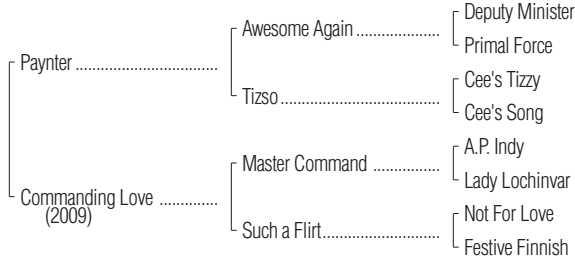 Deputy Minister
Awesome Again ....................
Primal Force
Paynter .................................
Cee's Tizzy
Tizso.....................................
Cee's Song
A.P. Indy
Master Command ................
Lady Lochinvar
Commanding Love ..............
(2009)
Not For Love
Such a Flirt...........................
Festive Finnish